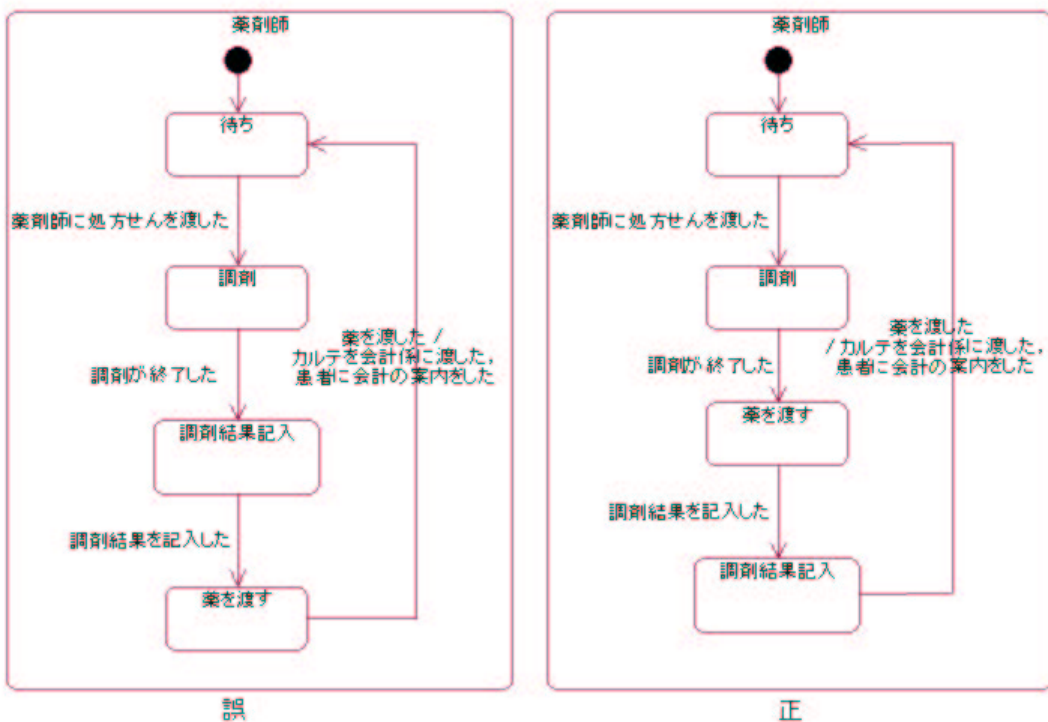 薬剤師
待ち
薬剤師に処方せんを渡した
調剤
薬を渡した /
カルテを会計係に渡した,
患者に会計の案内をした
調剤が終了した
調剤結果記入
調剤結果を記入した
薬を渡す
誤
薬剤師
待ち
薬剤師に処方せんを渡した
調剤
薬を渡した
/カルテを会計係に渡した,
患者に会計の案内をした
調剤が終了した
薬を渡す
調剤結果を記入した
調剤結果記入
正